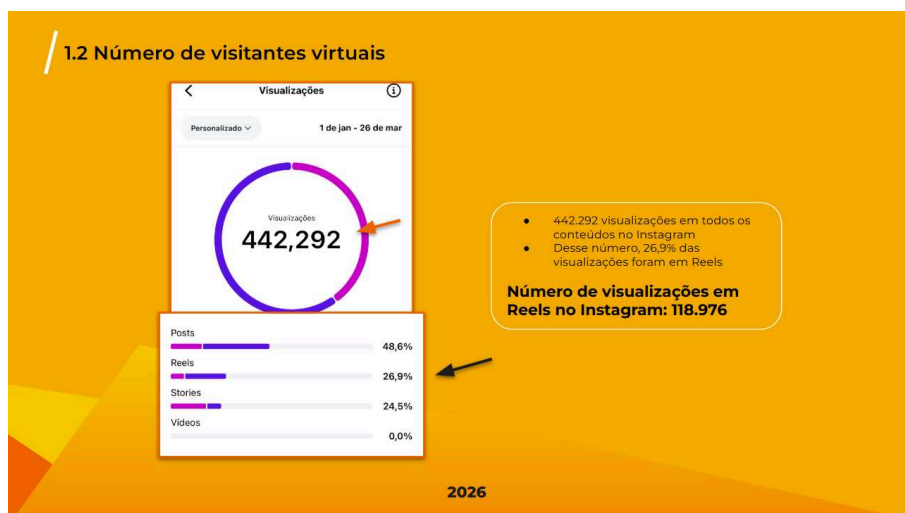 1.2 Número de visitantes virtuais
Visualizações
Personalizado
1 de jan - 26 de mar
Visualizações
442,292
Posts
48,6%
Reels
26,9%
Stories
24,5%
Vídeos
0,0%
• 442.292 visualizações em todos os
conteúdos no Instagram
• Desse número, 26,9% das
visualizações foram em Reels
Número de visualizações em
Reels no Instagram: 118.976
2026